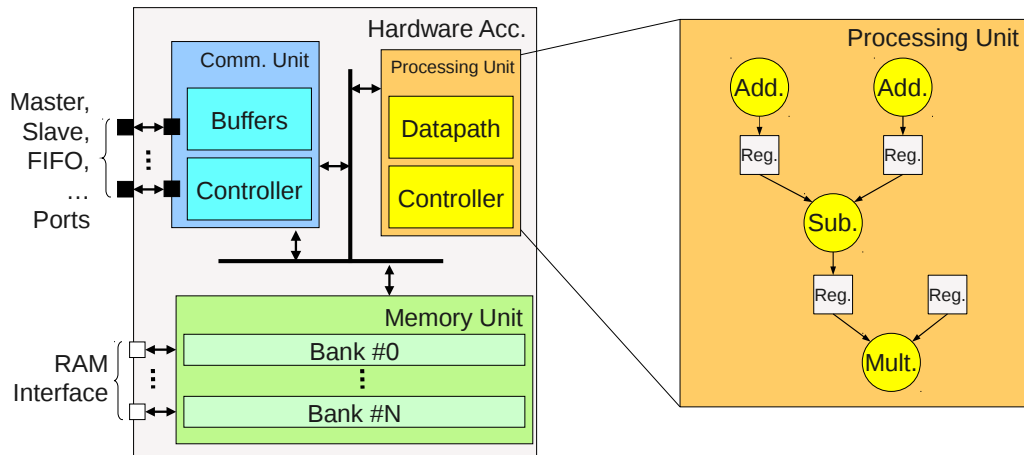 Hardware Acc.
Comm. Unit
Buffers
Controller
Processing Unit
Datapath
Controller
Master,
Slave,
FIFO,
...
Ports
Memory Unit
Bank #0
Bank #N
RAM
Interface
Processing Unit
Add.
Add.
Reg.
Reg.
Sub.
Reg.
Reg.
Mult.